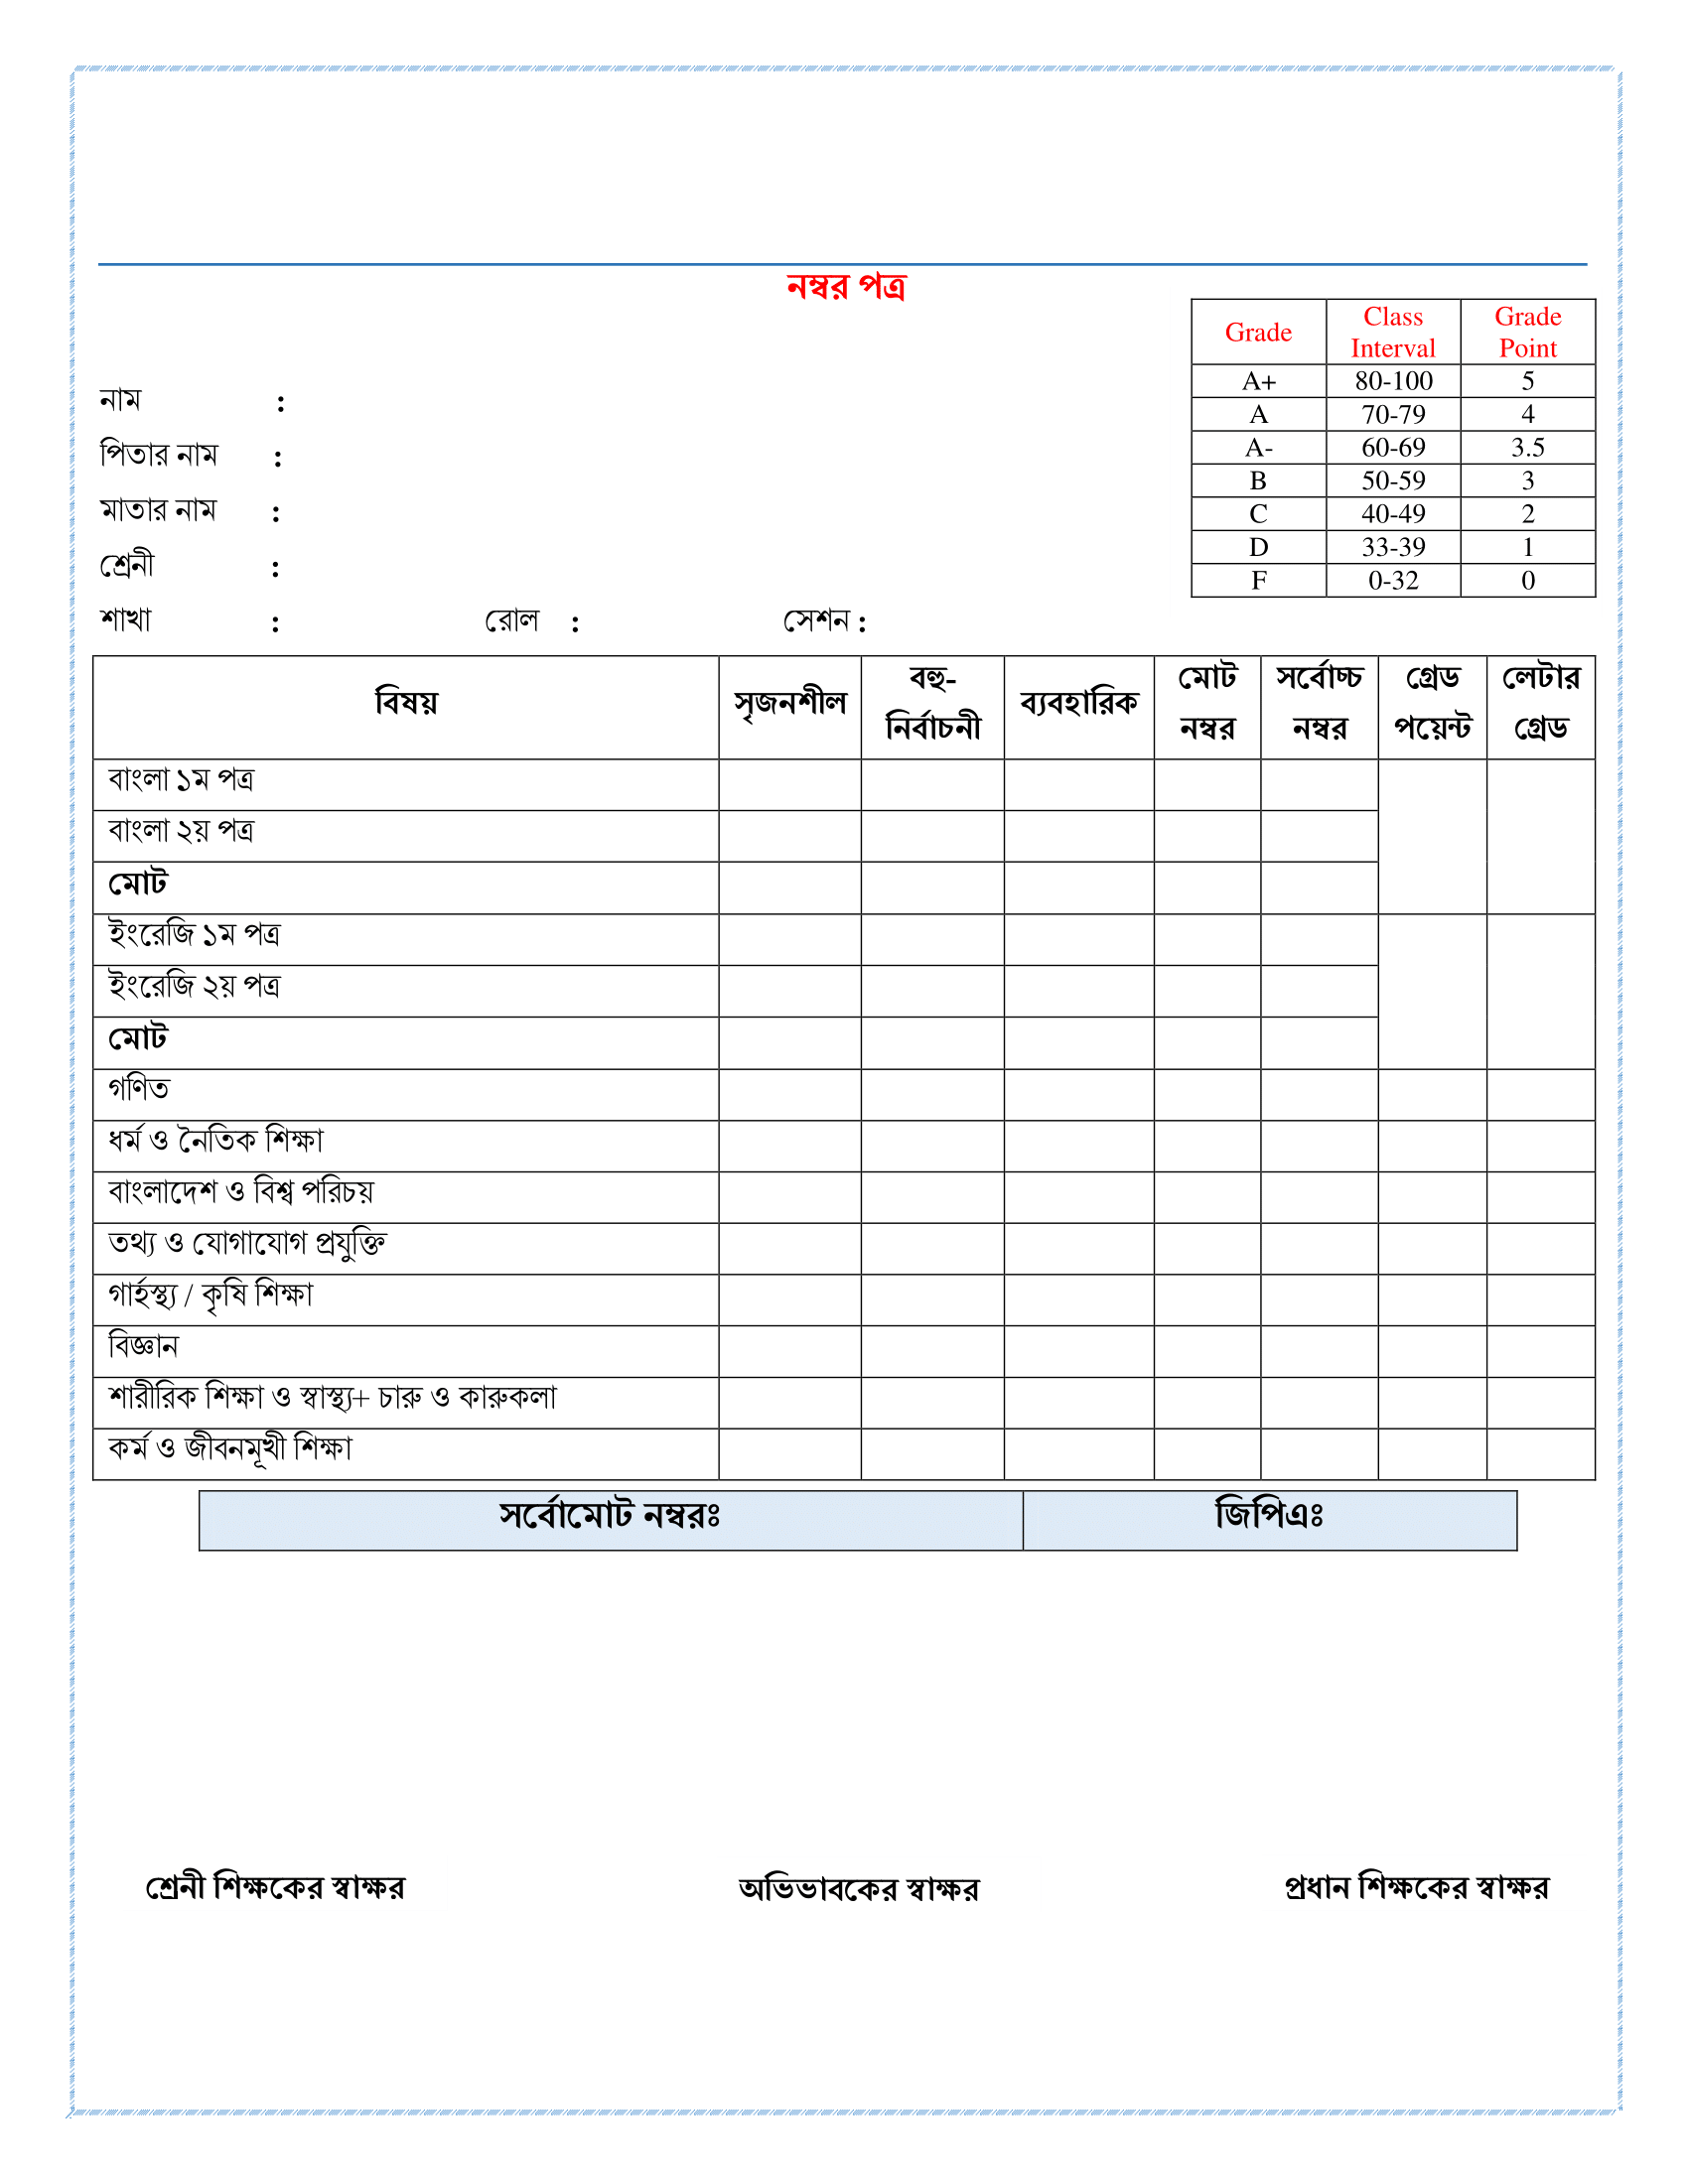 নম্বর পত্র
Grade Class Interval Grade Point
A+ 80-100 5
A 70-79 4
A- 60-69 3.5
B 50-59 3
C 40-49 2
D 33-39 1
F 0-32 0
নাম :
পিতার নাম :
মাতার নাম :
শ্রেনী :
শাখা : রোল : সেশন :
বিষয় সৃজনশীল বহু-নির্বাচনী ব্যবহারিক মোট নম্বর সর্বোচ্চ নম্বর গ্রেড পয়েন্ট লেটার গ্রেড
বাংলা ১ম পত্র
বাংলা ২য় পত্র
মোট
ইংরেজি ১ম পত্র
ইংরেজি ২য় পত্র
মোট
গণিত
ধর্ম ও নৈতিক শিক্ষা
বাংলাদেশ ও বিশ্ব পরিচয়
তথ্য ও যোগাযোগ প্রযুক্তি
গার্হস্থ্য / কৃষি শিক্ষা
বিজ্ঞান
শারীরিক শিক্ষা ও স্বাস্থ্য+ চারু ও কারুকলা
কর্ম ও জীবনমূখী শিক্ষা
সর্বোমোট নম্বরঃ জিপিএঃ
শ্রেনী শিক্ষকের স্বাক্ষর অভিভাবকের স্বাক্ষর প্রধান শিক্ষকের স্বাক্ষর